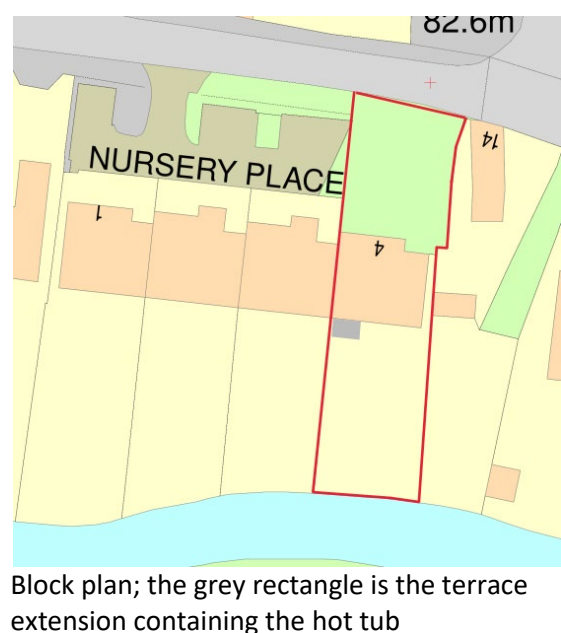 82.6m
14
NURSERY PLACE
1
4
Block plan; the grey rectangle is the terrace
extension containing the hot tub